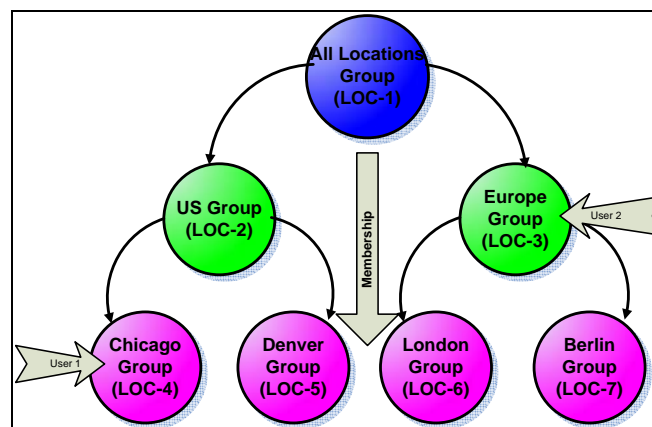 All Locations
Group
(LOC-1)
US Group
(LOC-2)
Membership
Europe
Group
(LOC-3)
User 2
User 1
Chicago
Group
(LOC-4)
Denver
Group
(LOC-5)
London
Group
(LOC-6)
Berlin
Group
(LOC-7)